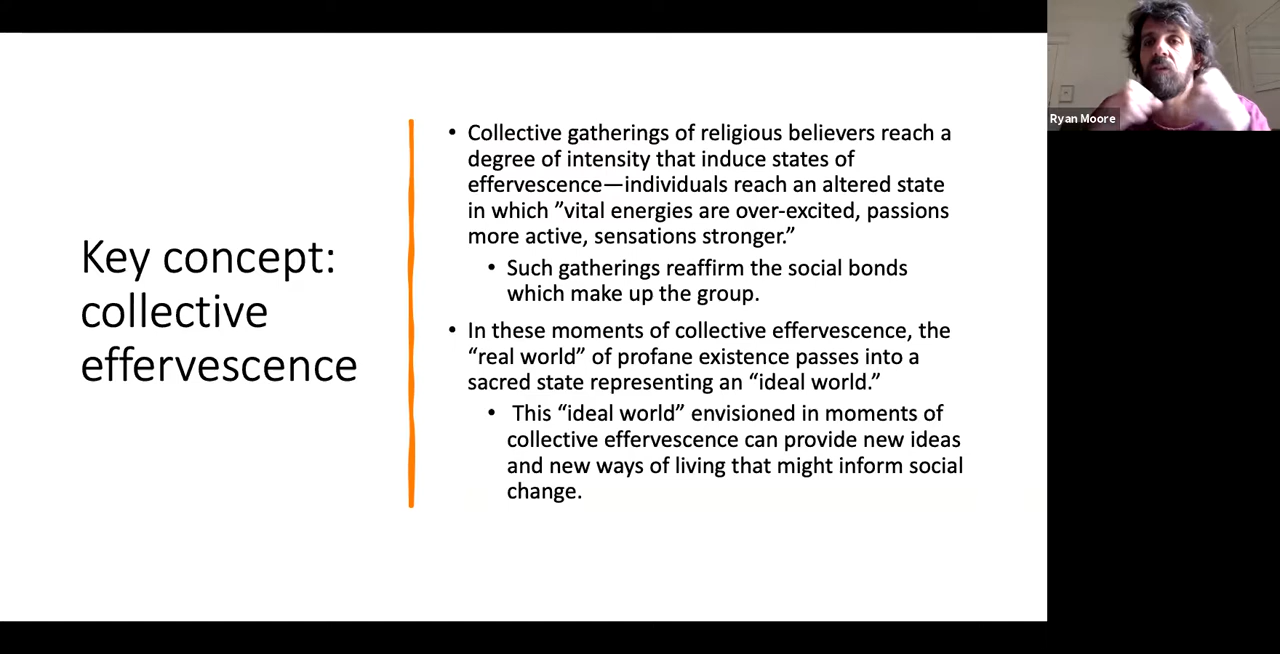 Key concept:
collective
effervescence
• Collective gatherings of religious believers reach a
degree of intensity that induce states of
effervescence—individuals reach an altered state
in which ”vital energies are over-excited, passions
more active, sensations stronger.”
• Such gatherings reaffirm the social bonds
which make up the group.
• In these moments of collective effervescence, the
“real world” of profane existence passes into a
sacred state representing an “ideal world.”
• This “ideal world” envisioned in moments of
collective effervescence can provide new ideas
and new ways of living that might inform social
change.
Ryan Moore